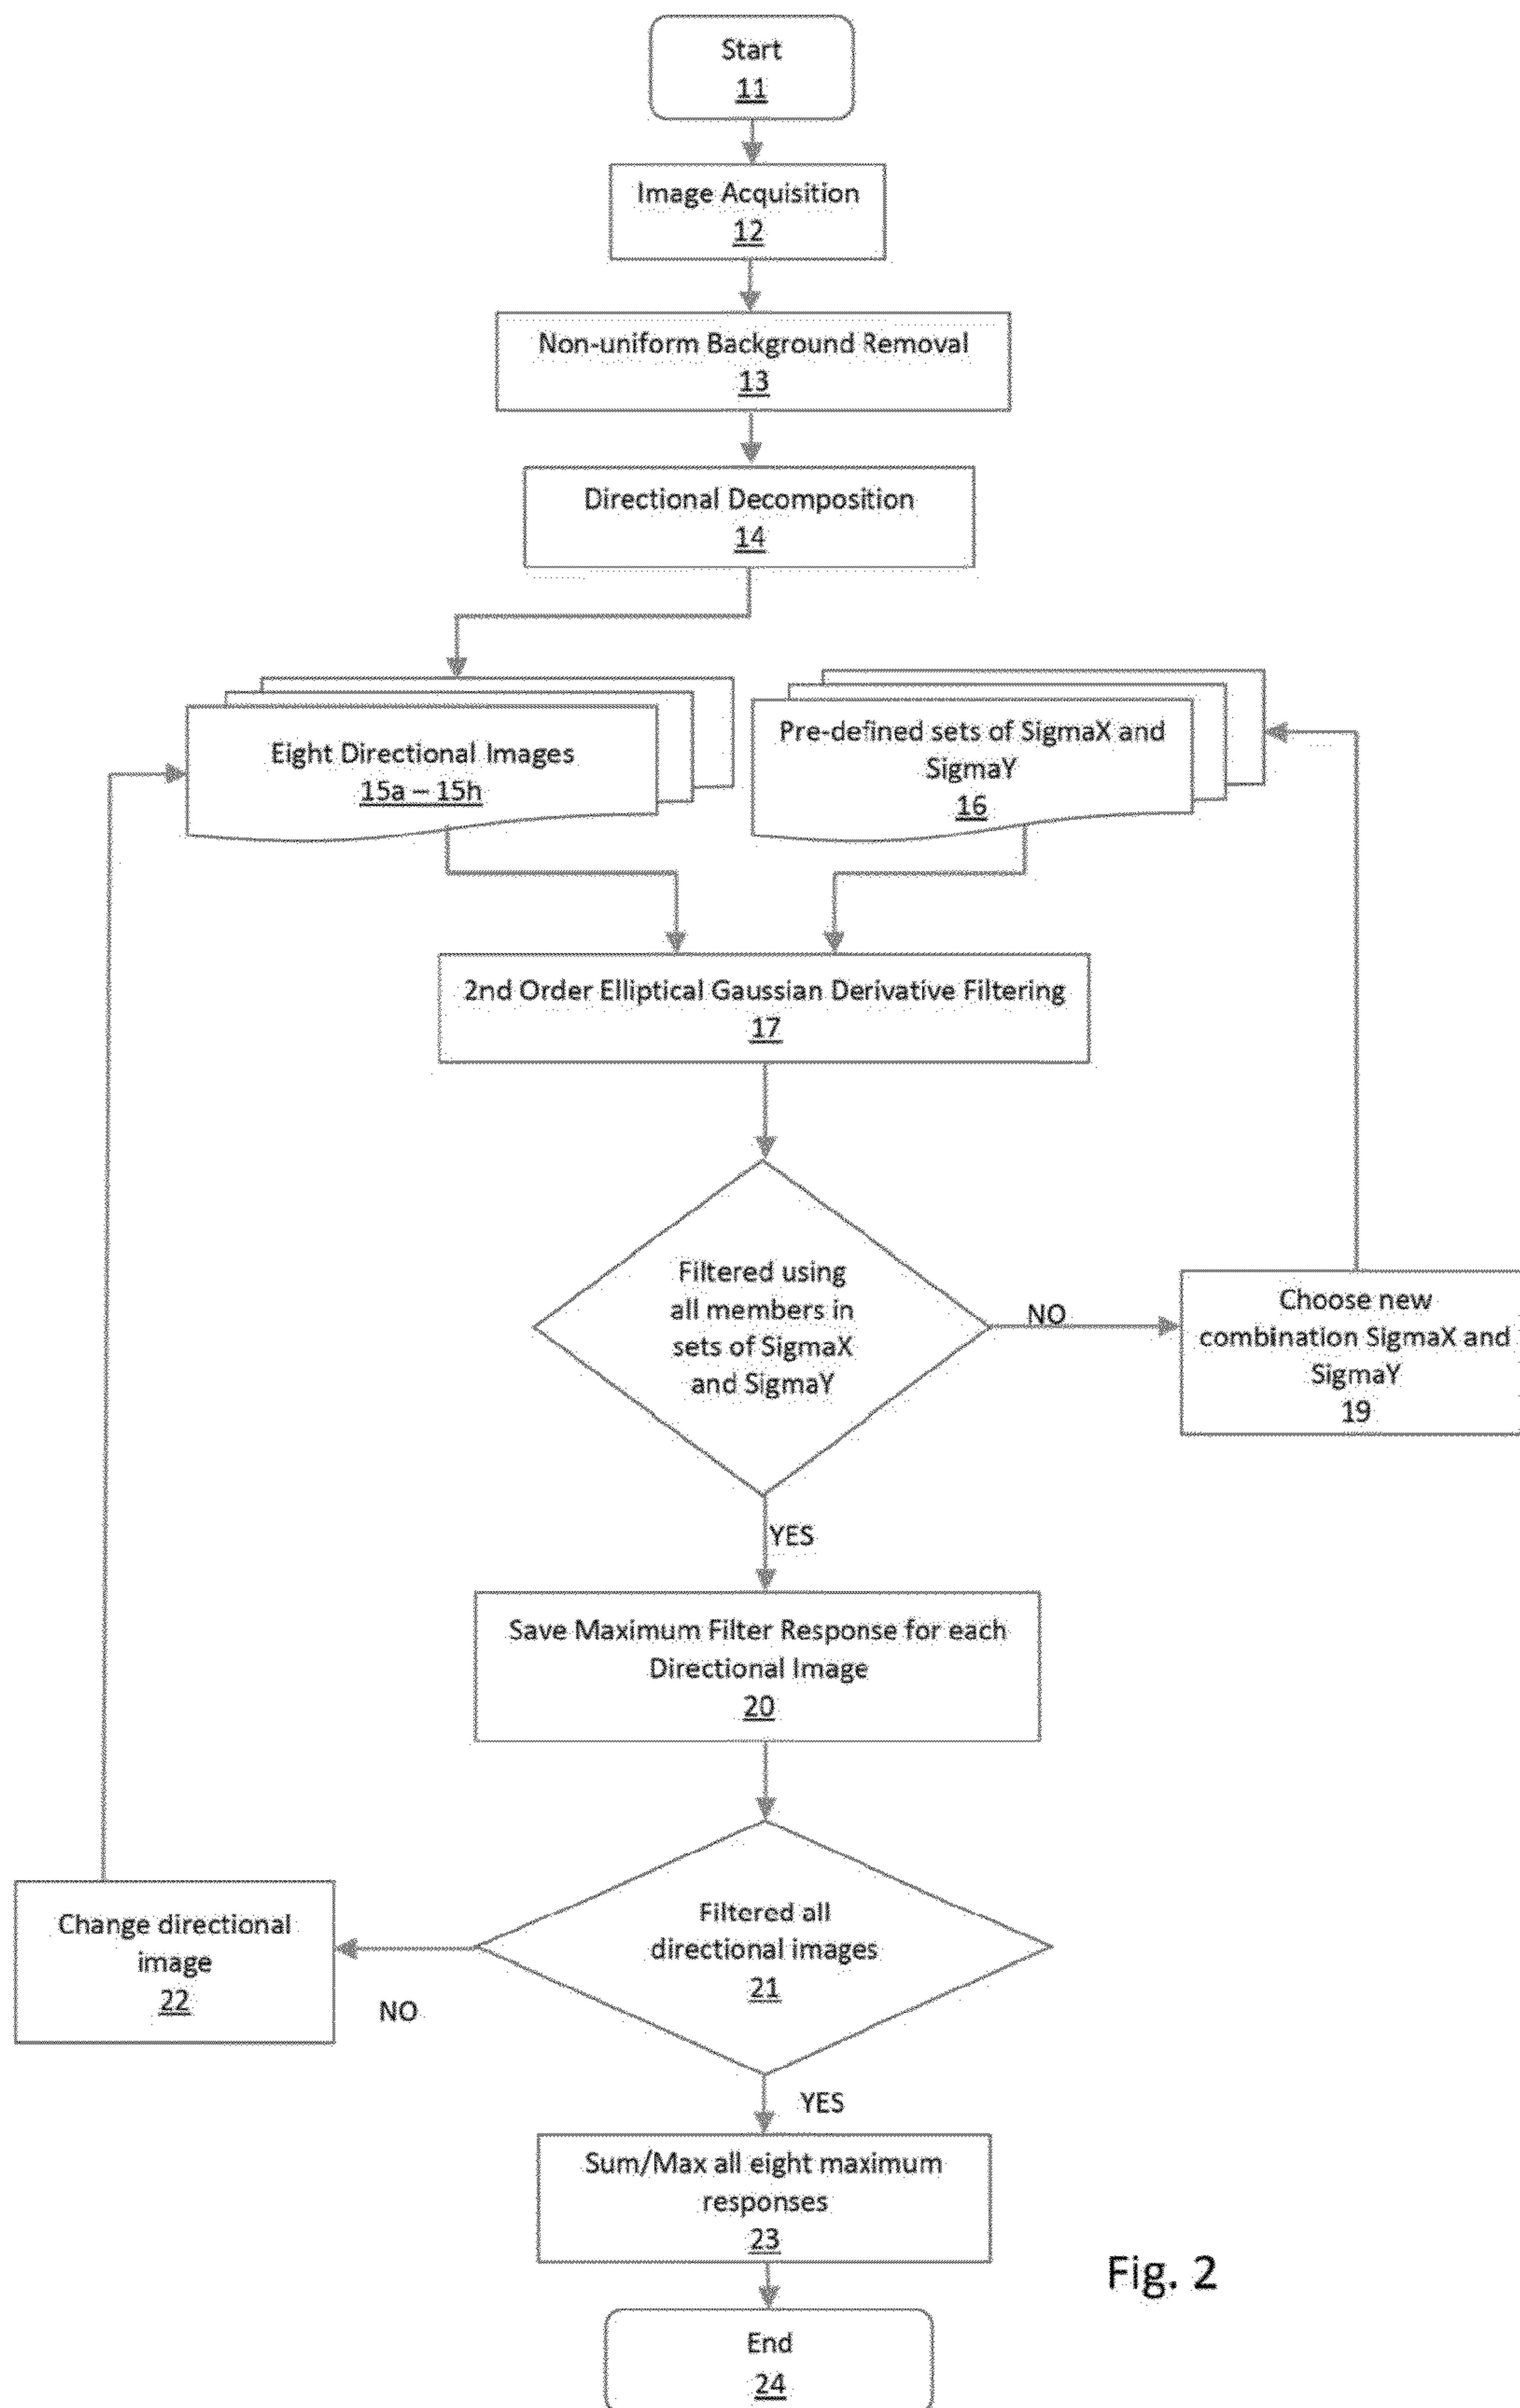 Start
11
Image Acquisition
12
Non-uniform Background Removal
13
Directional Decomposition
14
Eight Directional Images
15a – 15h
Pre-defined sets of SigmaX and
SigmaY
16
2nd Order Elliptical Gaussian Derivative Filtering
17
Filtered using
all members in
sets of SigmaX
and SigmaY
NO
Choose new
combination SigmaX and
SigmaY
19
YES
Save Maximum Filter Response for each
Directional Image
20
Filtered all
directional images
21
NO
Change directional
image
22
YES
Sum/Max all eight maximum
responses
23
End
24
Fig. 2